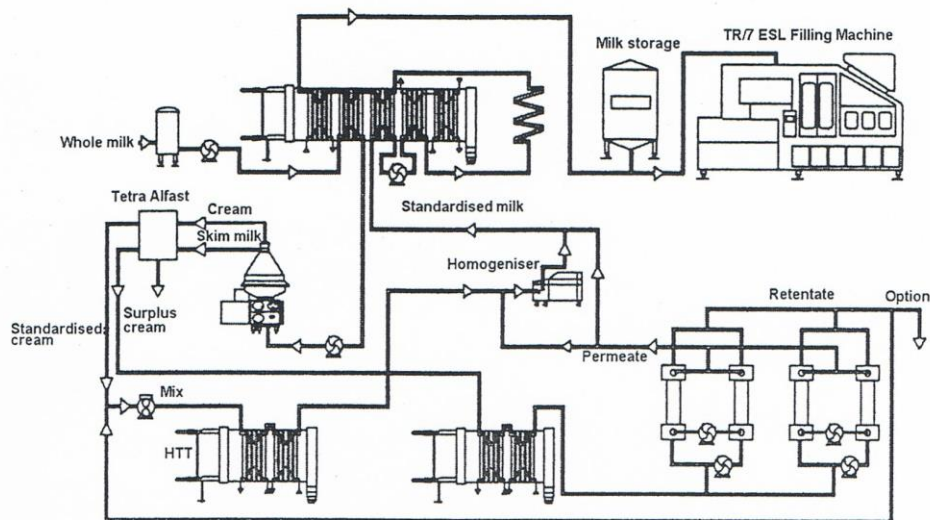 TR/7 ESL Filling Machine
Milk storage
Whole milk
Tetra Alfast
Cream
Skim milk
Standardised milk
Homogeniser
Retentate
Option
Surplus
cream
Standardised
cream
Permeate
Mix
HTT